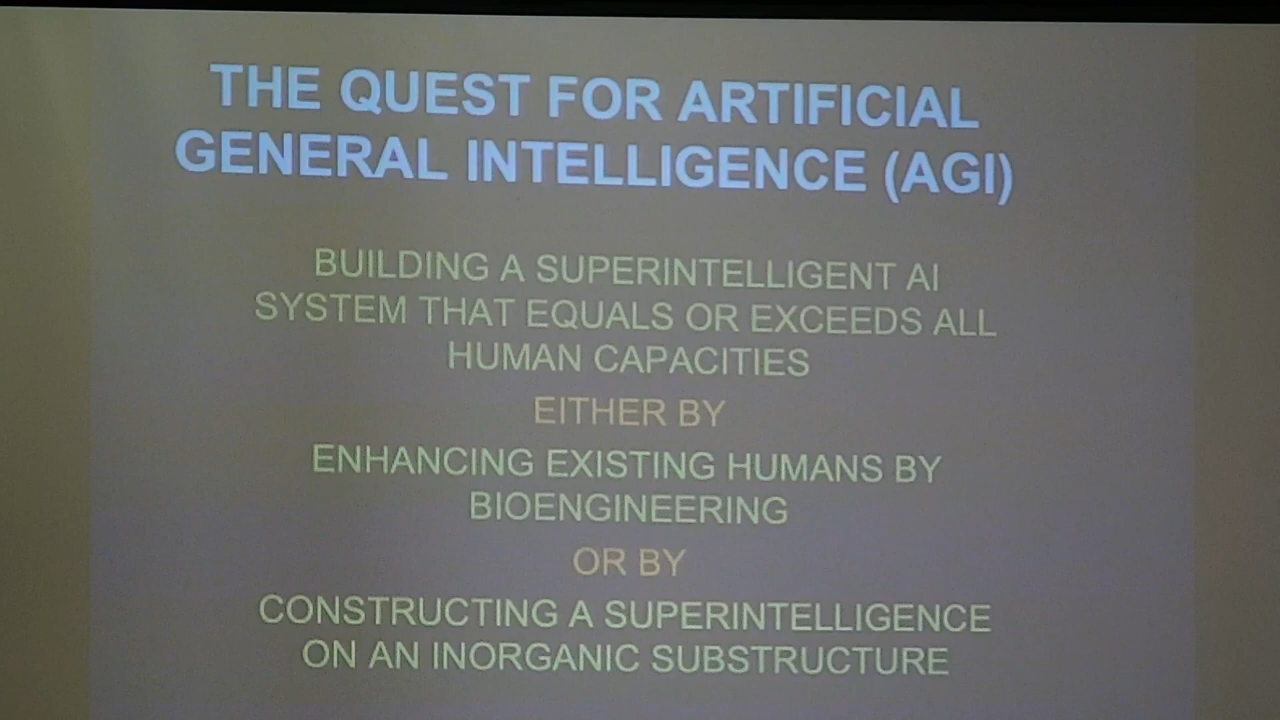 THE QUEST FOR ARTIFICIAL
GENERAL INTELLIGENCE (AGI)
BUILDING A SUPERINTELLIGENT AI
SYSTEM THAT EQUALS OR EXCEEDS ALL
HUMAN CAPACITIES
EITHER BY
ENHANCING EXISTING HUMANS BY
BIOENGINEERING
OR BY
CONSTRUCTING A SUPERINTELLIGENCE
ON AN INORGANIC SUBSTRUCTURE